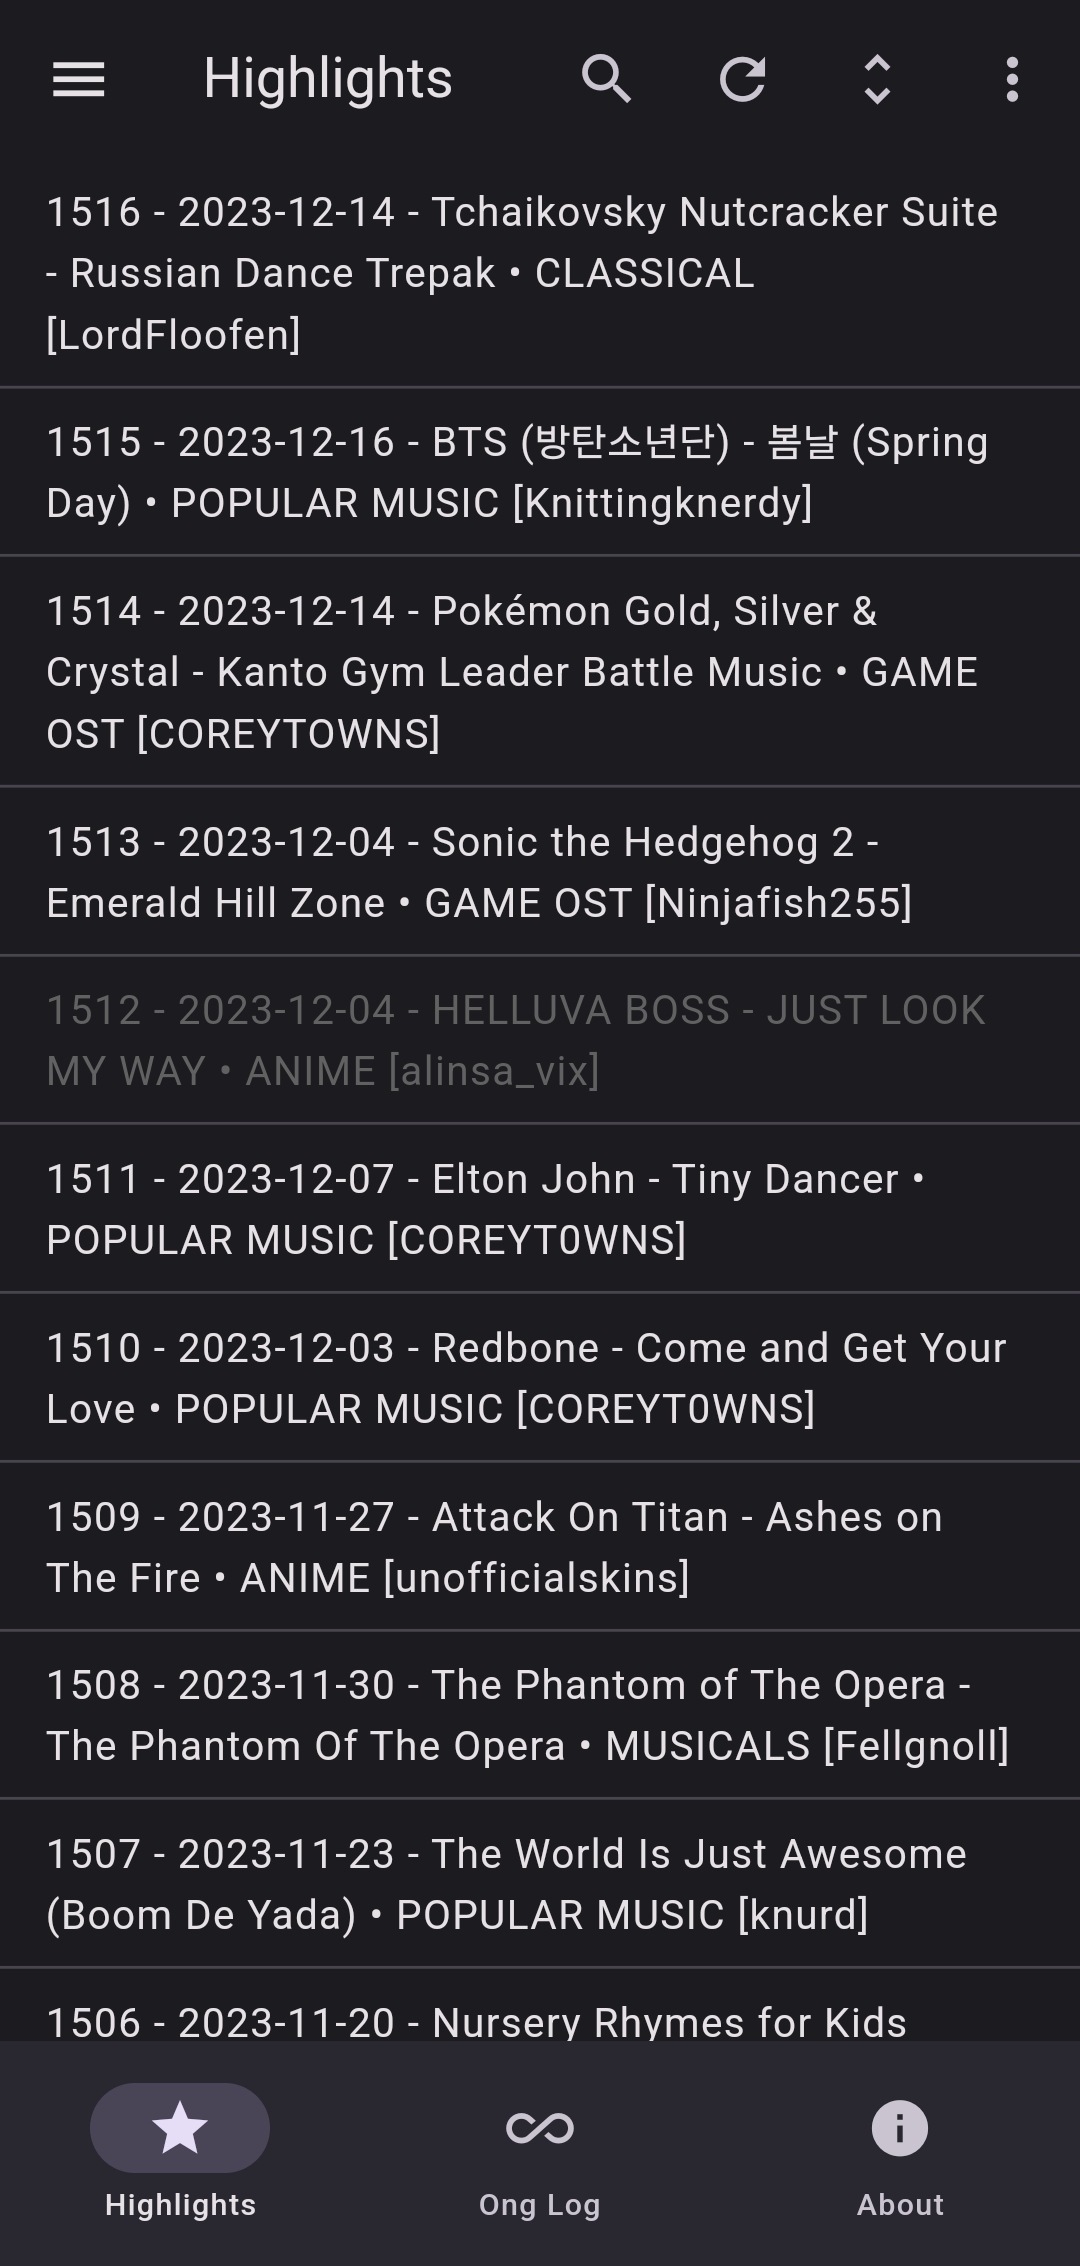 Highlights
1516 - 2023-12-14 - Tchaikovsky Nutcracker Suite
- Russian Dance Trepak • CLASSICAL
[LordFloofen]
1515 - 2023-12-16 - BTS (방탄소년단) - 봄날 (Spring
Day) • POPULAR MUSIC [Knittingknerdy]
1514 - 2023-12-14 - Pokémon Gold, Silver &
Crystal - Kanto Gym Leader Battle Music • GAME
OST [COREYTOWNS]
1513 - 2023-12-04 - Sonic the Hedgehog 2 -
Emerald Hill Zone • GAME OST [Ninjafish255]
1512 - 2023-12-04 - HELLUVA BOSS - JUST LOOK
MY WAY • ANIME [alinsa_vix]
1511 - 2023-12-07 - Elton John - Tiny Dancer •
POPULAR MUSIC [COREYT0WNS]
1510 - 2023-12-03 - Redbone - Come and Get Your
Love • POPULAR MUSIC [COREYT0WNS]
1509 - 2023-11-27 - Attack On Titan - Ashes on
The Fire • ANIME [unofficialskins]
1508 - 2023-11-30 - The Phantom of The Opera -
The Phantom Of The Opera • MUSICALS [Fellgnoll]
1507 - 2023-11-23 - The World Is Just Awesome
(Boom De Yada) • POPULAR MUSIC [knurd]
1506 - 2023-11-20 - Nursery Rhymes for Kids
Highlights
Ong Log
About